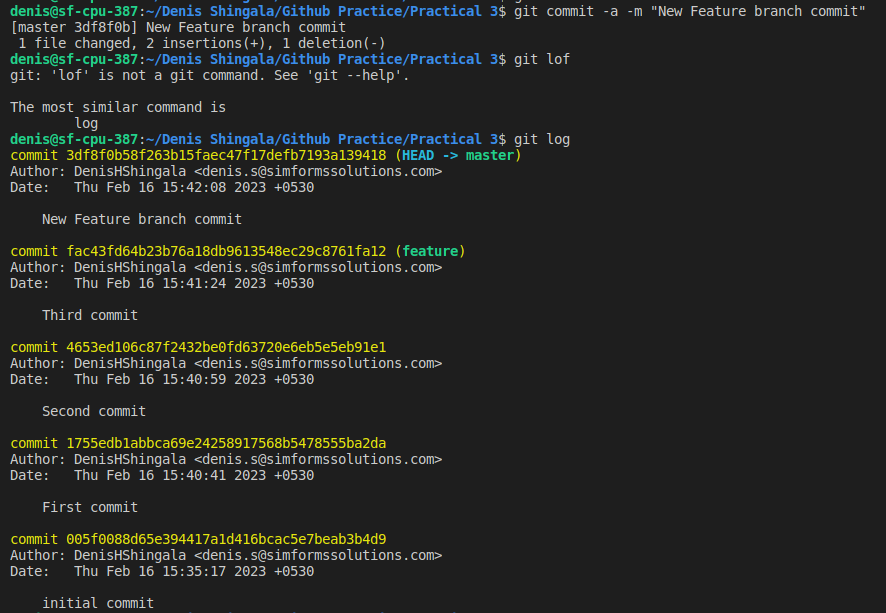 denis@sf-cpu-387:~/Denis Shingala/Github Practice/Practical 3$ git commit -a -m "New Feature branch commit"
[master 3df8f0b] New Feature branch commit
 1 file changed, 2 insertions(+), 1 deletion(-)
denis@sf-cpu-387:~/Denis Shingala/Github Practice/Practical 3$ git lof
git: 'lof' is not a git command. See 'git --help'.

The most similar command is
        log
denis@sf-cpu-387:~/Denis Shingala/Github Practice/Practical 3$ git log
commit 3df8f0b58f263b15faec47f17defb7193a139418 (HEAD -> master)
Author: DenisHShingala <denis.s@simformssolutions.com>
Date:   Thu Feb 16 15:42:08 2023 +0530

    New Feature branch commit

commit fac43fd64b23b76a18db9613548ec29c8761fa12 (feature)
Author: DenisHShingala <denis.s@simformssolutions.com>
Date:   Thu Feb 16 15:41:24 2023 +0530

    Third commit

commit 4653ed106c87f2432be0fd63720e6eb5e5eb91e1
Author: DenisHShingala <denis.s@simformssolutions.com>
Date:   Thu Feb 16 15:40:59 2023 +0530

    Second commit

commit 1755edb1abbca69e24258917568b5478555ba2da
Author: DenisHShingala <denis.s@simformssolutions.com>
Date:   Thu Feb 16 15:40:41 2023 +0530

    First commit

commit 005f0088d65e394417a1d416bcac5e7beab3b4d9
Author: DenisHShingala <denis.s@simformssolutions.com>
Date:   Thu Feb 16 15:35:17 2023 +0530

    initial commit